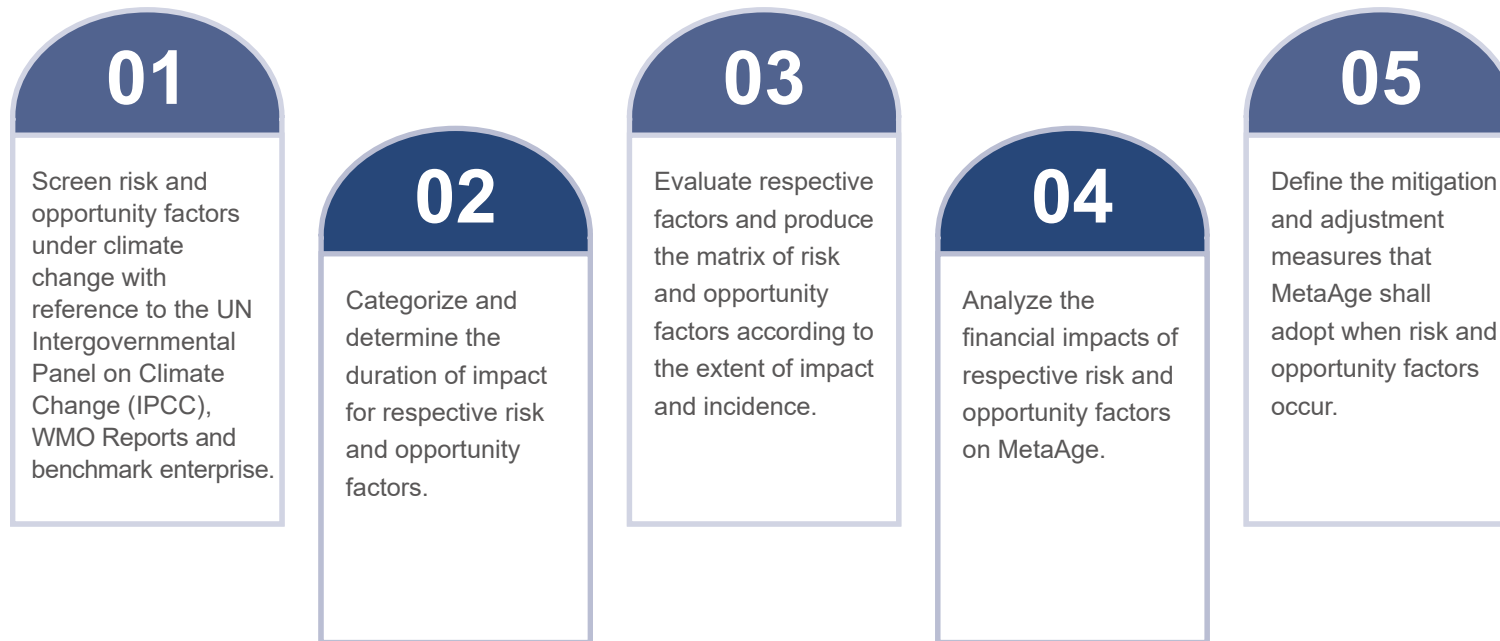 01
Screen risk and
opportunity factors
under climate
change with
reference to the UN
Intergovernmental
Panel on Climate
Change (IPCC),
WMO Reports and
benchmark enterprise.
02
Categorize and
determine the
duration of impact
for respective risk
and opportunity
factors.
03
Evaluate respective
factors and produce
the matrix of risk
and opportunity
factors according to
the extent of impact
and incidence.
04
Analyze the
financial impacts of
respective risk and
opportunity factors
on MetaAge.
05
Define the mitigation
and adjustment
measures that
MetaAge shall
adopt when risk and
opportunity factors
occur.